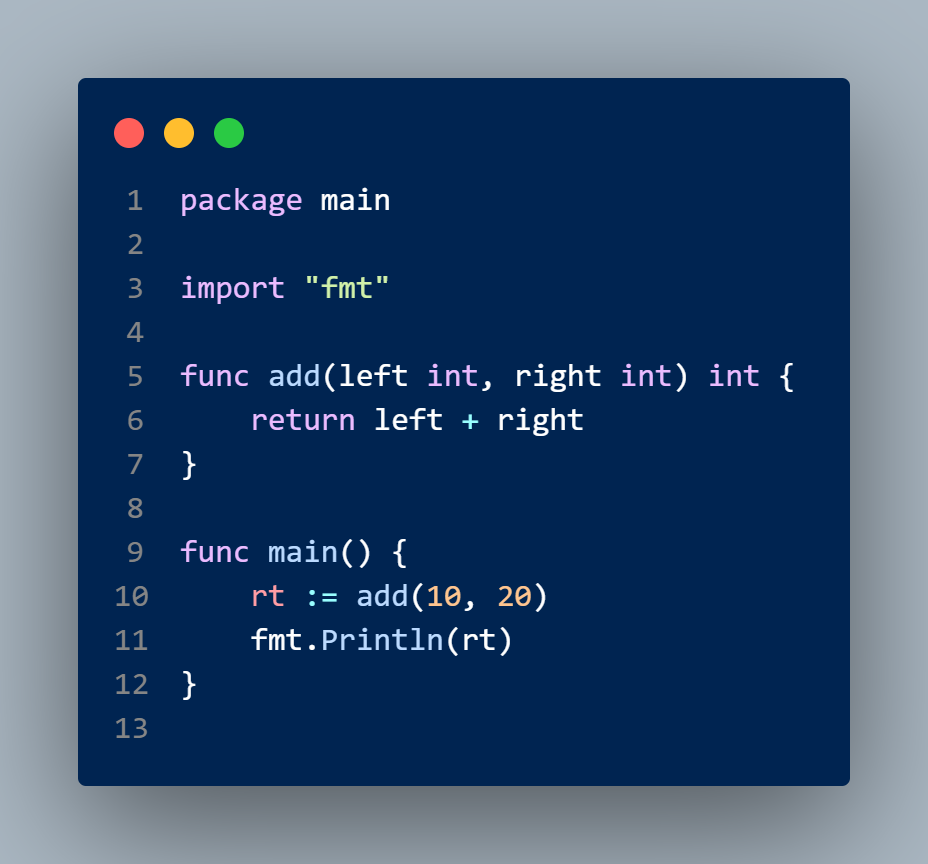 1 package main
2
3 import "fmt"
4
5 func add(left int, right int) int {
6     return left + right
7 }
8
9 func main() {
10     rt := add(10, 20)
11     fmt.Println(rt)
12 }
13